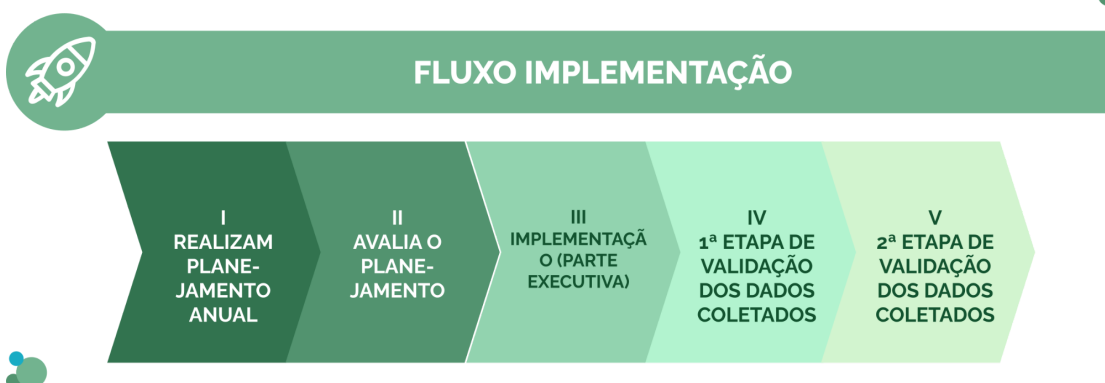 FLUXO IMPLEMENTAÇÃO
I
REALIZAM
PLANE-
JAMENTO
ANUAL
II
AVALIA O
PLANE-
JAMENTO
III
IMPLEMENTAÇÃ
O (PARTE
EXECUTIVA)
IV
1ª ETAPA DE
VALIDAÇÃO
DOS DADOS
COLETADOS
V
2ª ETAPA DE
VALIDAÇÃO
DOS DADOS
COLETADOS